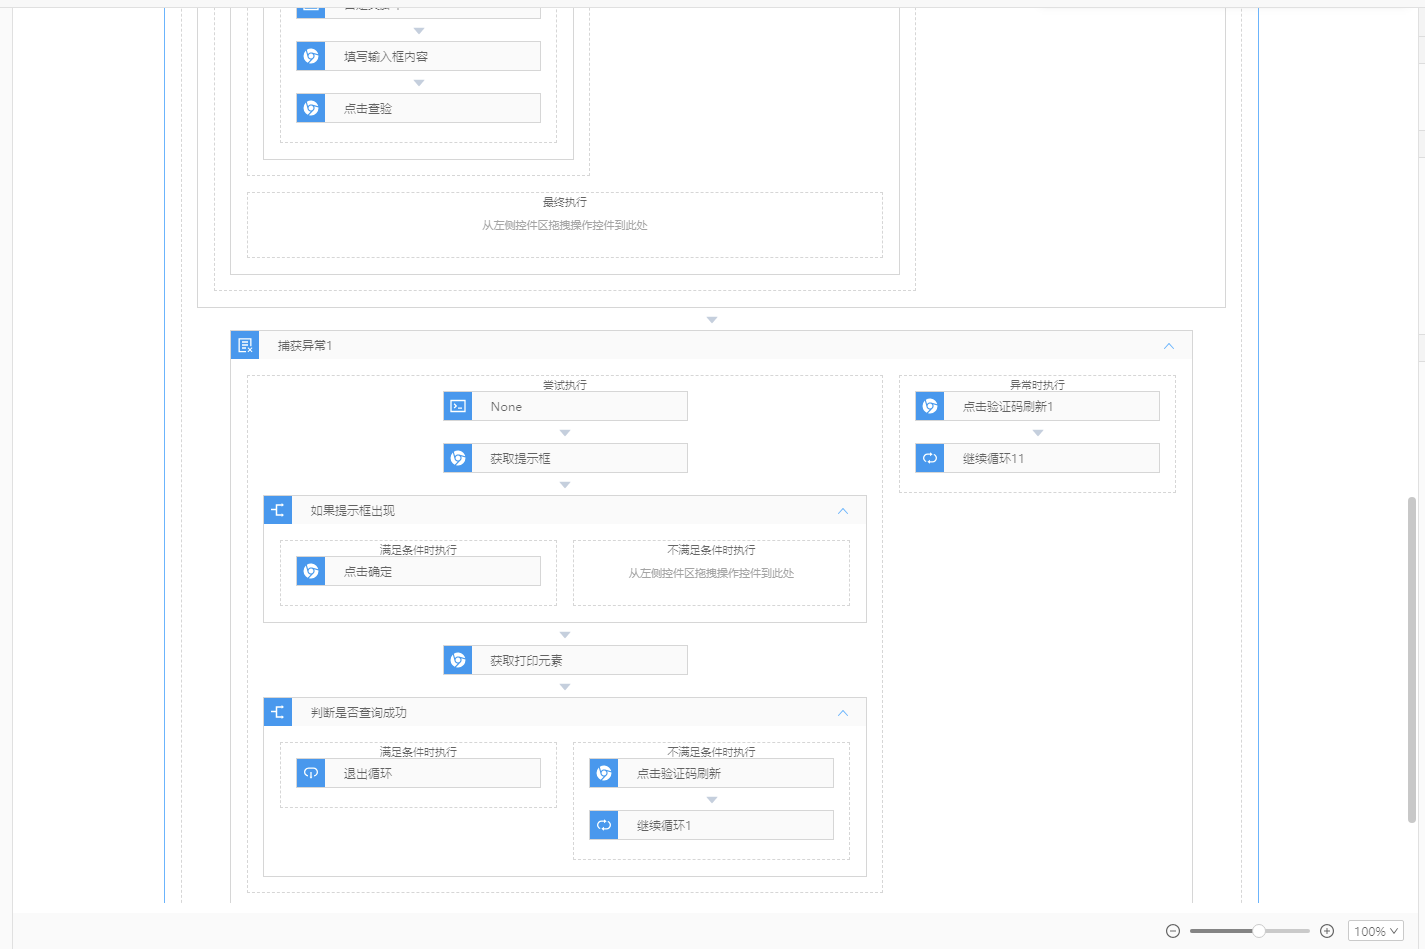 填写输入框内容
点击查验
最终执行
从左侧控件区拖拽操作控件到此处
捕获异常1
尝试执行
异常时执行
None
点击验证码刷新1
获取提示框
继续循环11
如果提示框出现
满足条件时执行
不满足条件时执行
点击确定
从左侧控件区拖拽操作控件到此处
获取打印元素
判断是否查询成功
满足条件时执行
不满足条件时执行
退出循环
点击验证码刷新
继续循环1
100%